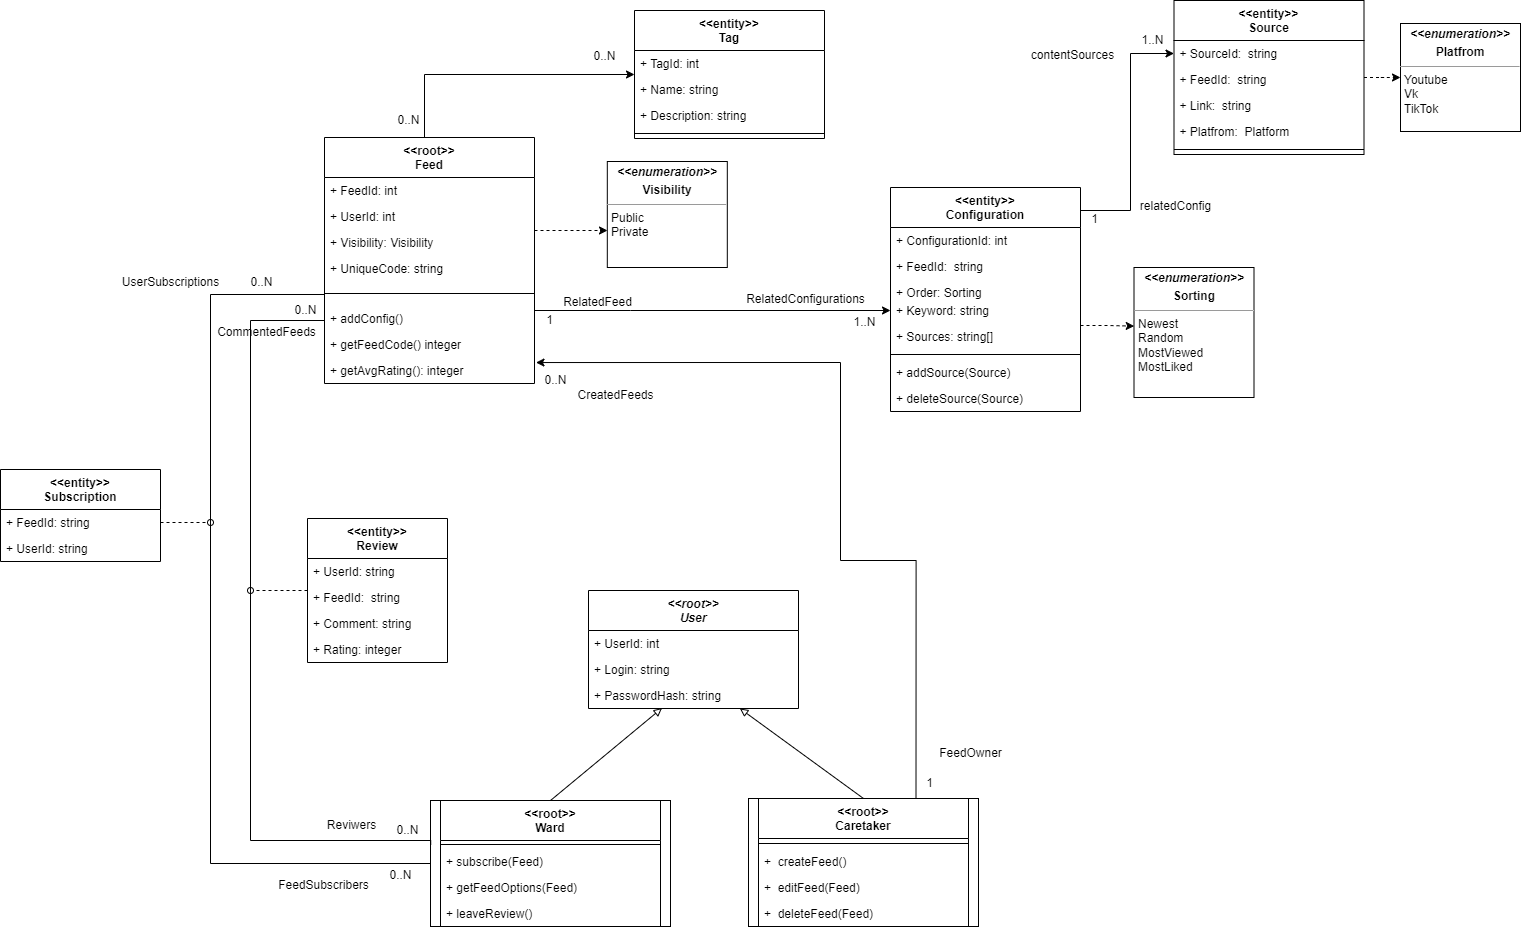 <<entity>>
Tag
+ TagId: int
+ Name: string
+ Description: string
0..N
0..N
<<entity>>
Source
+ SourceId:  string
+ FeedId:  string
+ Link:  string
+ Platfrom:  Platform
1..N
contentSources
<<enumeration>>
Platfrom
Youtube
Vk
TikTok
<<root>>
Feed
+ FeedId: int
+ UserId: int
+ Visibility: Visibility
+ UniqueCode: string
+ addConfig()
+ getFeedCode() integer
+ getAvgRating(): integer
<<enumeration>>
Visibility
Public
Private
<<entity>>
Configuration
+ ConfigurationId: int
+ FeedId:  string
+ Order: Sorting
+ Keyword: string
+ Sources: string[]
+ addSource(Source)
+ deleteSource(Source)
relatedConfig
1
<<enumeration>>
Sorting
Newest
Random
MostViewed
MostLiked
UserSubscriptions
0..N
0..N
CommentedFeeds
RelatedFeed
1
RelatedConfigurations
1..N
0..N
CreatedFeeds
<<entity>>
Subscription
+ FeedId: string
+ UserId: string
<<entity>>
Review
+ UserId: string
+ FeedId:  string
+ Comment: string
+ Rating: integer
<<root>>
User
+ UserId: int
+ Login: string
+ PasswordHash: string
FeedOwner
1
Reviwers
0..N
0..N
FeedSubscribers
<<root>>
Ward
+ subscribe(Feed)
+ getFeedOptions(Feed)
+ leaveReview()
<<root>>
Caretaker
+  createFeed()
+  editFeed(Feed)
+  deleteFeed(Feed)